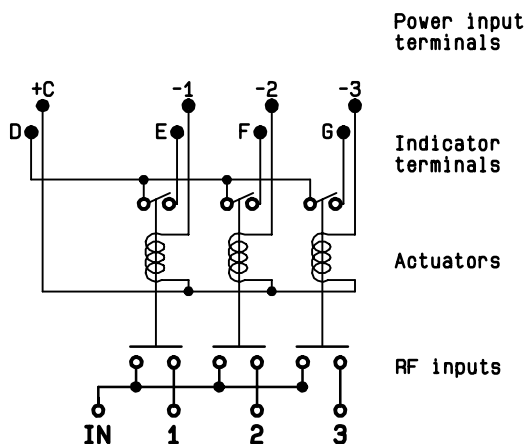 Power input
terminals
+C -1 -2 -3
D E F G
Indicator
terminals
Actuators
RF inputs
IN 1 2 3